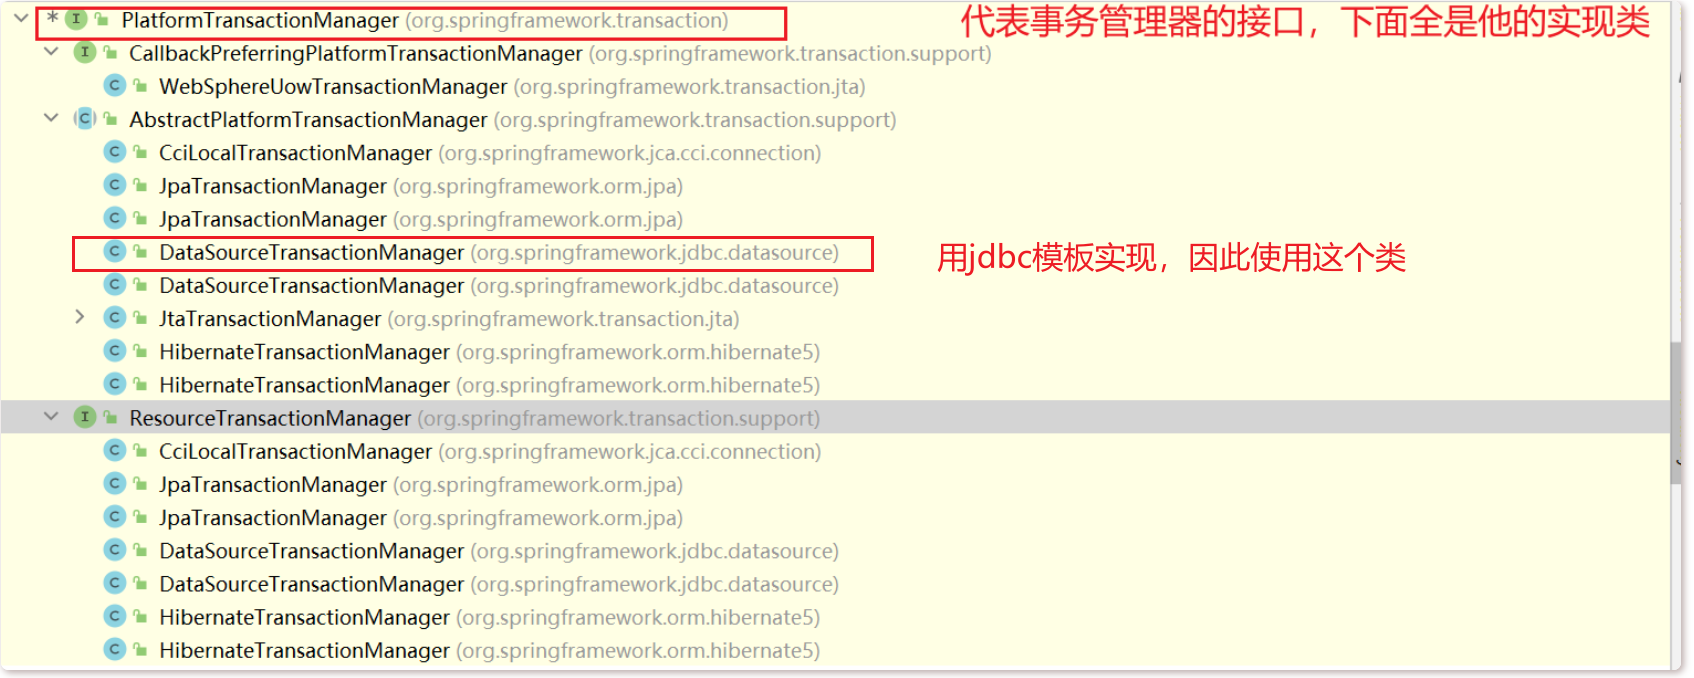 * PlatformTransactionManager (org.springframework.transaction) 代表事务管理器的接口，下面全是他的实现类
CallbackPreferringPlatformTransactionManager (org.springframework.transaction.support)
WebSphereUowTransactionManager (org.springframework.transaction.jta)
AbstractPlatformTransactionManager (org.springframework.transaction.support)
CciLocalTransactionManager (org.springframework.jca.cci.connection)
JpaTransactionManager (org.springframework.orm.jpa)
JpaTransactionManager (org.springframework.orm.jpa)
DataSourceTransactionManager (org.springframework.jdbc.datasource) 用jdbc模板实现，因此使用这个类
DataSourceTransactionManager (org.springframework.jdbc.datasource)
JtaTransactionManager (org.springframework.transaction.jta)
HibernateTransactionManager (org.springframework.orm.hibernate5)
HibernateTransactionManager (org.springframework.orm.hibernate5)
ResourceTransactionManager (org.springframework.transaction.support)
CciLocalTransactionManager (org.springframework.jca.cci.connection)
JpaTransactionManager (org.springframework.orm.jpa)
JpaTransactionManager (org.springframework.orm.jpa)
DataSourceTransactionManager (org.springframework.jdbc.datasource)
DataSourceTransactionManager (org.springframework.jdbc.datasource)
HibernateTransactionManager (org.springframework.orm.hibernate5)
HibernateTransactionManager (org.springframework.orm.hibernate5)